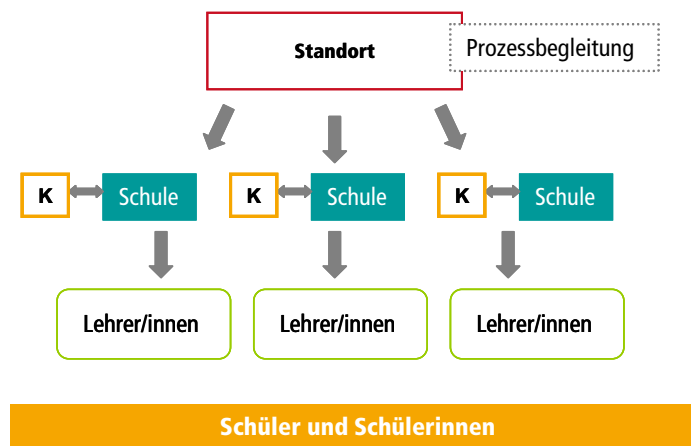 Standort
Prozessbegleitung
K
Schule
K
Schule
K
Schule
Lehrer/innen
Lehrer/innen
Lehrer/innen
Schüler und Schülerinnen